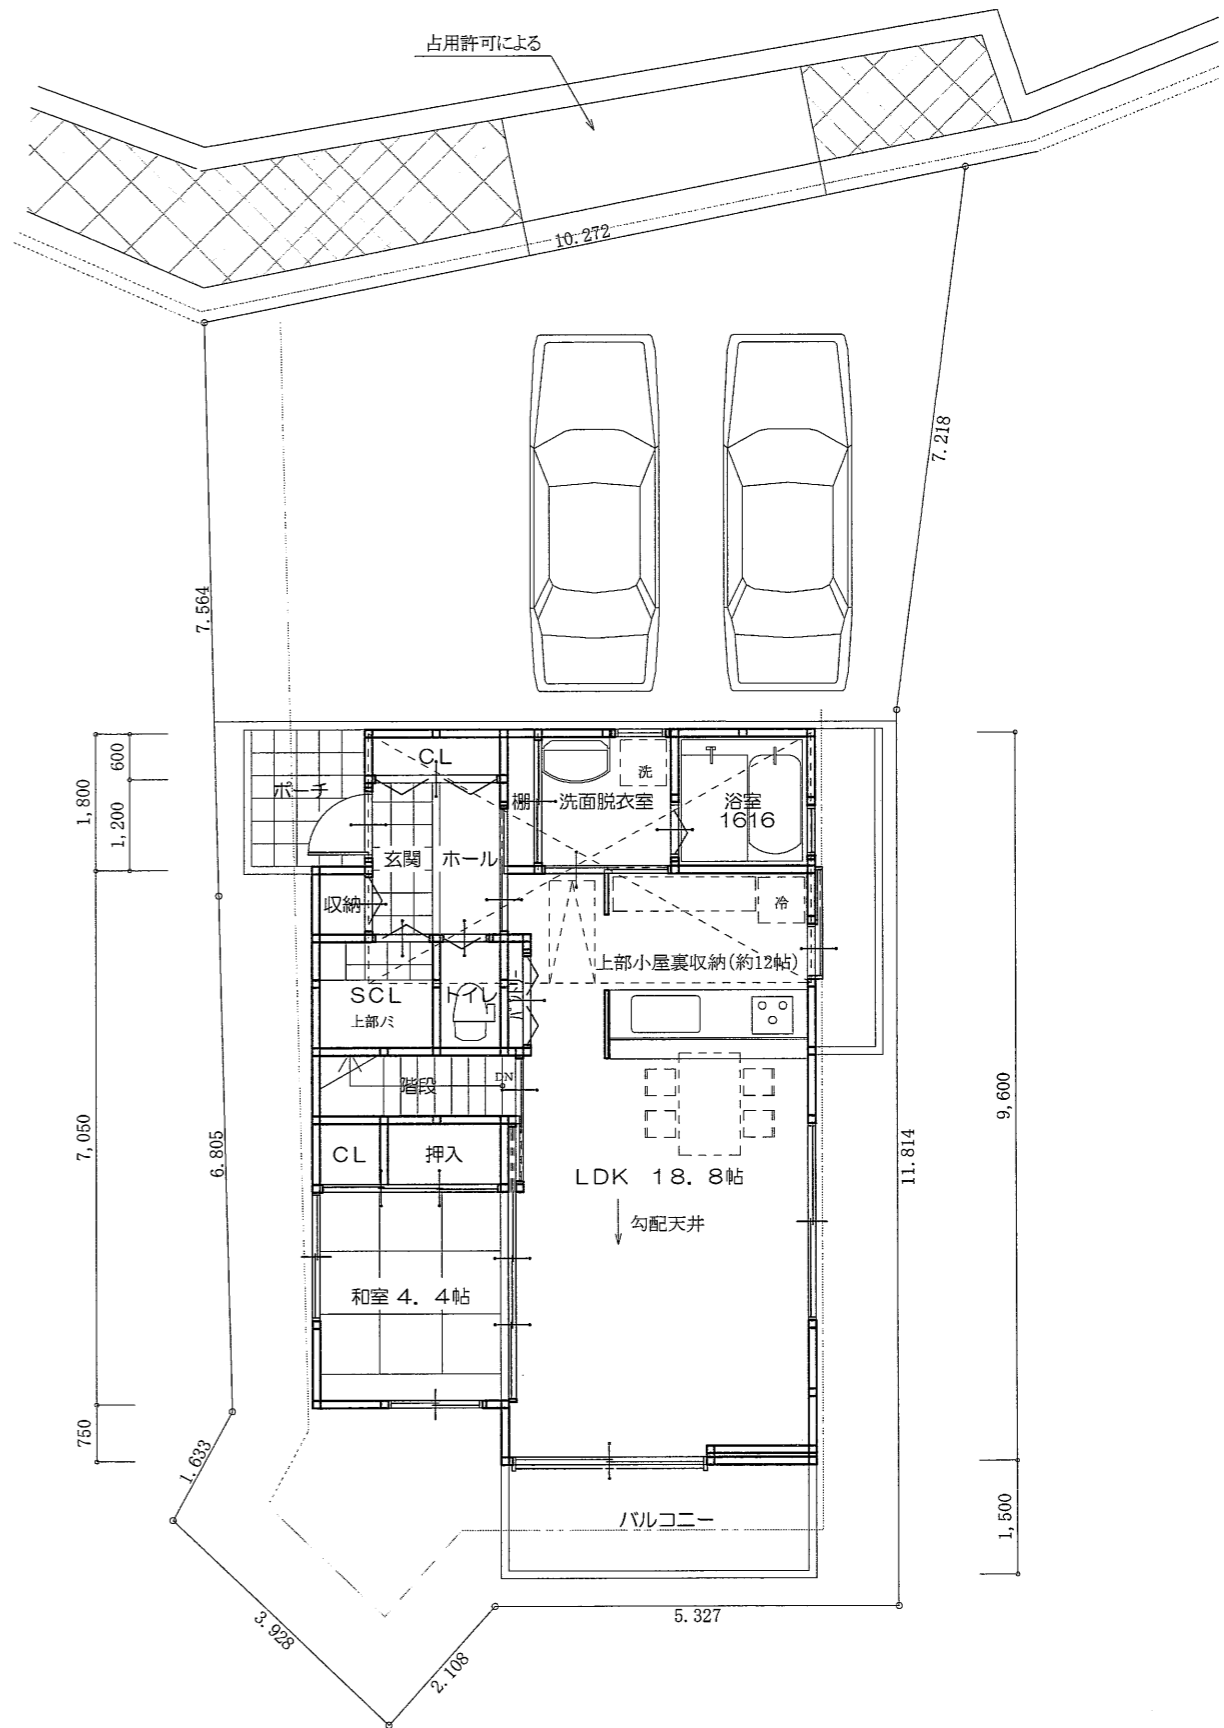 占用許可による
10.272
7.218
7.564
600
1,800
1,200
CL
ポーチ
棚
洗面脱衣室
洗
浴室
1616
玄関
ホール
収納
冷
上部小屋裏収納(約12帖)
SCL
上部ノミ
トイレ
階段
DN
9,600
7,050
6.805
CL
押入
LDK 18.8帖
11.814
勾配天井
和室 4.4帖
750
1.633
バルコニー
1,500
3.928
2.108
5.327